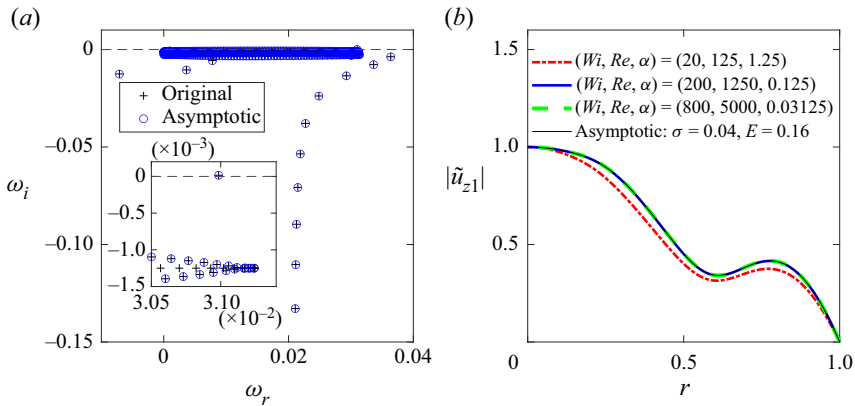 (a)
(b)
0
−0.05
−0.10
−0.15
ω_i
+ Original
○ Asymptotic
(×10⁻³)
0
−0.5
−1.0
−1.5
3.05
3.10
(×10⁻²)
0
0.02
0.04
ω_r
1.5
1.0
0.5
|ũ_z1|
(Wi, Re, α) = (20, 125, 1.25)
(Wi, Re, α) = (200, 1250, 0.125)
(Wi, Re, α) = (800, 5000, 0.03125)
Asymptotic: σ = 0.04, E = 0.16
0
0.5
1.0
r